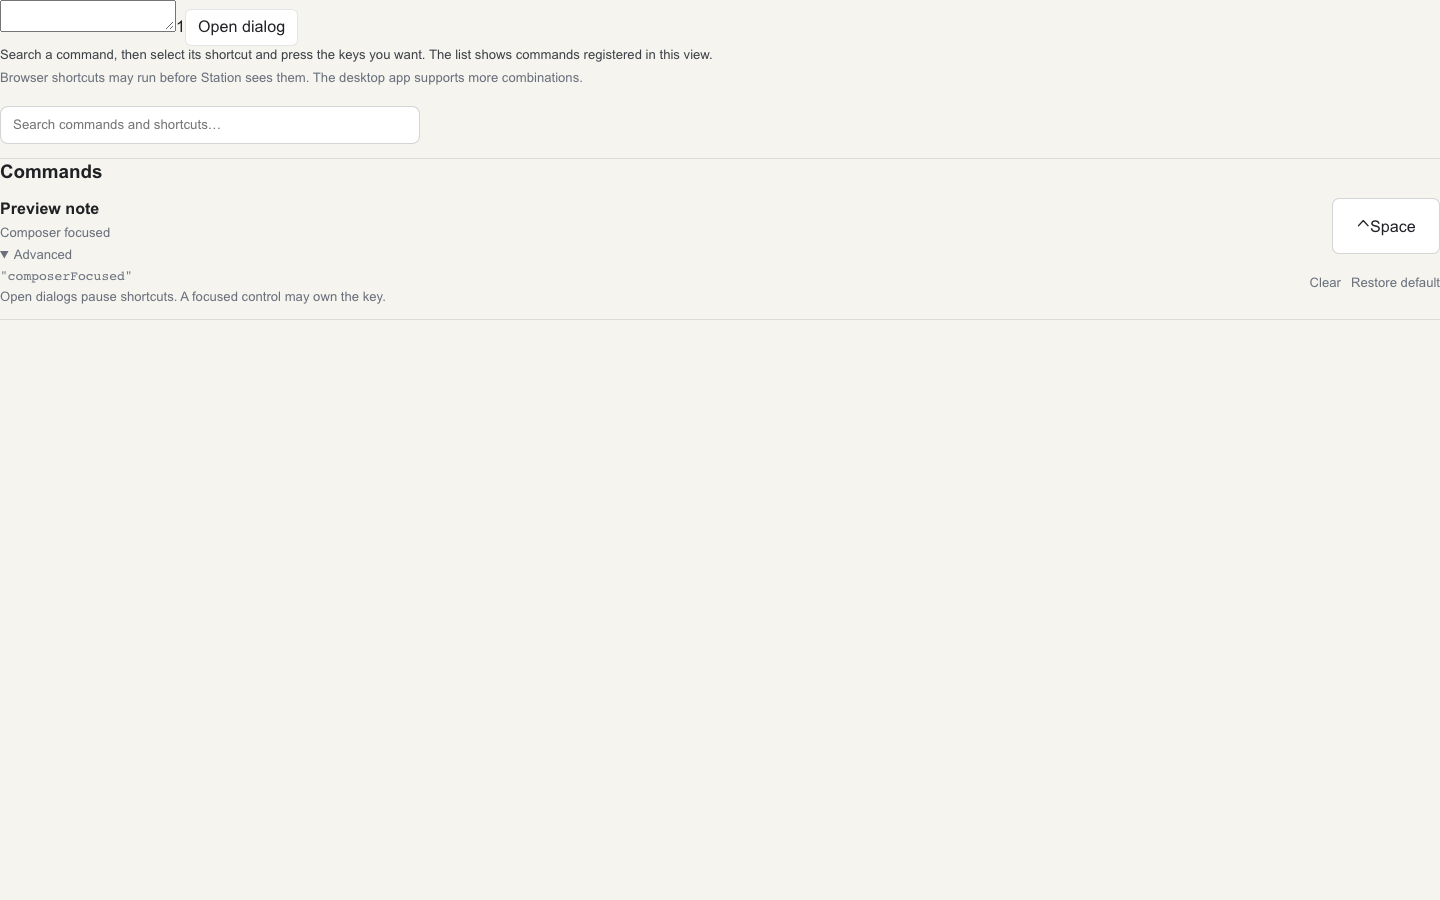 1 Open dialog
Search a command, then select its shortcut and press the keys you want. The list shows commands registered in this view.
Browser shortcuts may run before Station sees them. The desktop app supports more combinations.
Search commands and shortcuts…
Commands
Preview note
^Space
Composer focused
▼ Advanced
"composerFocused"
Clear Restore default
Open dialogs pause shortcuts. A focused control may own the key.